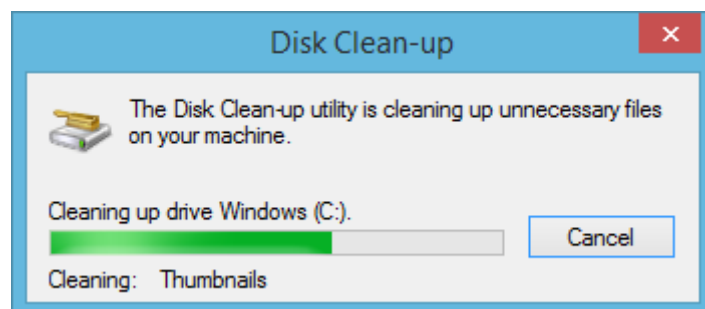 Disk Clean-up
The Disk Clean-up utility is cleaning up unnecessary files
on your machine.
Cleaning up drive Windows (C:).
Cancel
Cleaning: Thumbnails